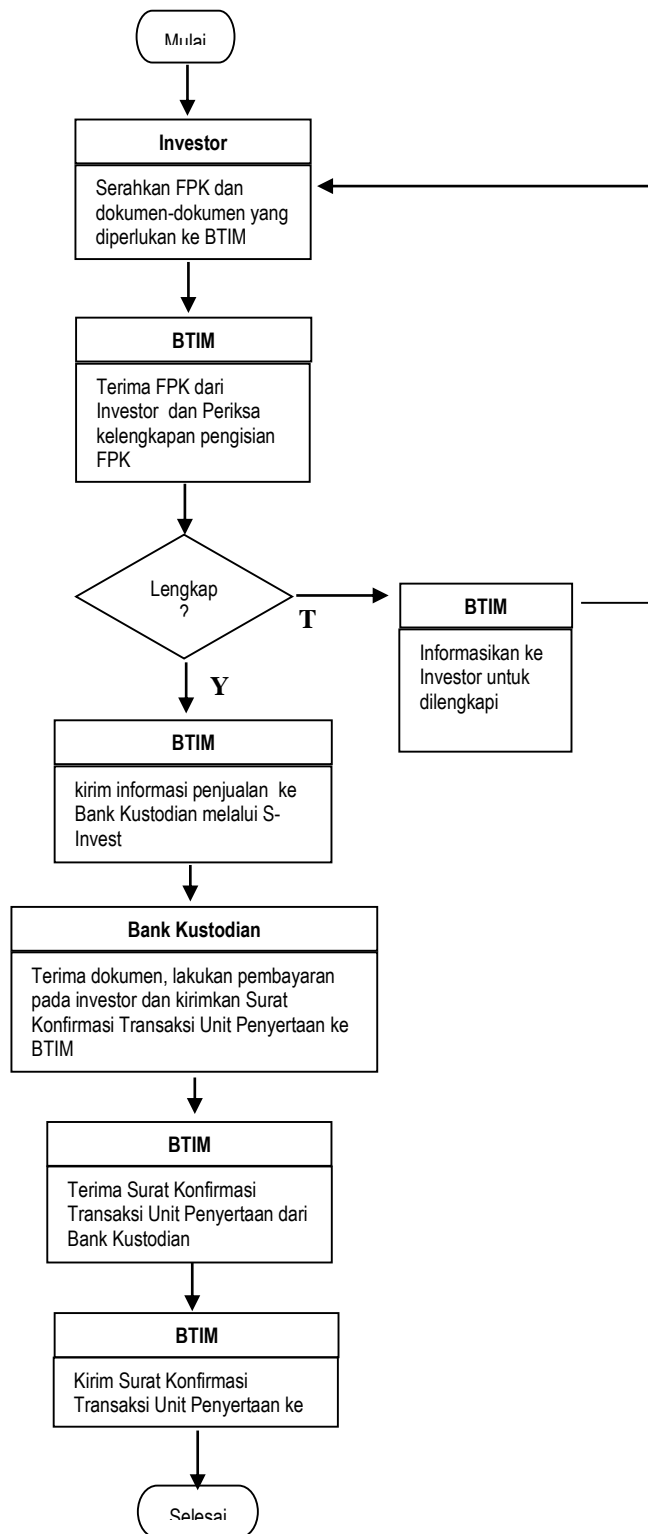 Mulai
Investor
Serahkan FPK dan
dokumen-dokumen yang
diperlukan ke BTIM
BTIM
Terima FPK dari
Investor dan Periksa
kelengkapan pengisian
FPK
Lengkap
?
T
BTIM
Informasikan ke
Investor untuk
dilengkapi
Y
BTIM
kirim informasi penjualan ke
Bank Kustodian melalui S-
Invest
Bank Kustodian
Terima dokumen, lakukan pembayaran
pada investor dan kirimkan Surat
Konfirmasi Transaksi Unit Penyertaan ke
BTIM
BTIM
Terima Surat Konfirmasi
Transaksi Unit Penyertaan dari
Bank Kustodian
BTIM
Kirim Surat Konfirmasi
Transaksi Unit Penyertaan ke
Selesai